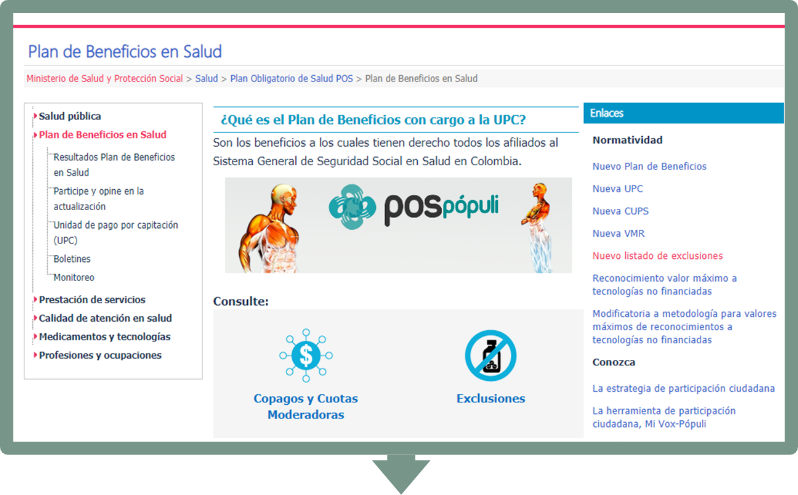 Plan de Beneficios en Salud
Ministerio de Salud y Protección Social > Salud > Plan Obligatorio de Salud POS > Plan de Beneficios en Salud
Salud pública
Plan de Beneficios en Salud
Resultados Plan de Beneficios
en Salud
Participe y opine en la
actualización
Unidad de pago por capitación
(UPC)
Boletines
Monitoreo
Prestación de servicios
Calidad de atención en salud
Medicamentos y tecnologías
Profesiones y ocupaciones
¿Qué es el Plan de Beneficios con cargo a la UPC?
Son los beneficios a los cuales tienen derecho todos los afiliados al
Sistema General de Seguridad Social en Salud en Colombia.
pospópuli
Consulte:
$
Copagos y Cuotas
Moderadoras
Exclusiones
Enlaces
Normatividad
Nuevo Plan de Beneficios
Nueva UPC
Nueva CUPS
Nueva VMR
Nuevo listado de exclusiones
Reconocimiento valor máximo a
tecnologías no financiadas
Modificatoria a metodología para valores
máximos de reconocimientos a
tecnologías no financiadas
Conozca
La estrategia de participación ciudadana
La herramienta de participación
ciudadana, Mi Vox-Pópuli